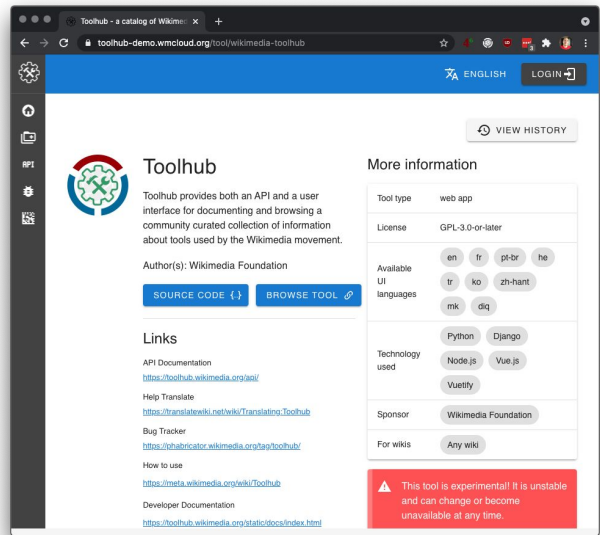 Toolhub - a catalog of Wikimed
toolhub-demo.wmcloud.org/tool/wikimedia-toolhub
ENGLISH
LOGIN
API
VIEW HISTORY
Toolhub
Toolhub provides both an API and a user
interface for documenting and browsing a
community curated collection of information
about tools used by the Wikimedia movement.
Author(s): Wikimedia Foundation
SOURCE CODE {..}
BROWSE TOOL
Links
API Documentation
https://toolhub.wikimedia.org/api/
Help Translate
https://translatewiki.net/wiki/Translating:Toolhub
Bug Tracker
https://phabricator.wikimedia.org/tag/toolhub/
How to use
https://meta.wikimedia.org/wiki/Toolhub
Developer Documentation
https://toolhub.wikimedia.org/static/docs/index.html
More information
Tool type web app
License GPL-3.0-or-later
Available
UI
languages
en fr pt-br he
tr ko zh-hant
mk diq
Technology
used
Python Django
Node.js Vue.js
Vuetify
Sponsor Wikimedia Foundation
For wikis Any wiki
This tool is experimental! It is unstable
and can change or become
unavailable at any time.